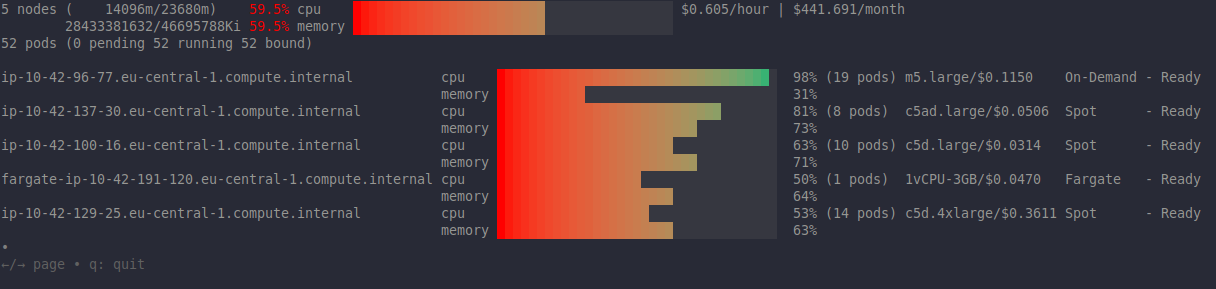 5 nodes (    14096m/23680m)    59.5% cpu    $0.605/hour | $441.691/month
        28433381632/46695788Ki 59.5% memory
52 pods (0 pending 52 running 52 bound)
ip-10-42-96-77.eu-central-1.compute.internal           cpu    98% (19 pods) m5.large/$0.1150    On-Demand - Ready
memory    31%
ip-10-42-137-30.eu-central-1.compute.internal          cpu    81% (8 pods)  c5ad.large/$0.0506  Spot      - Ready
memory    73%
ip-10-42-100-16.eu-central-1.compute.internal          cpu    63% (10 pods) c5d.large/$0.0314   Spot      - Ready
memory    71%
fargate-ip-10-42-191-120.eu-central-1.compute.internal cpu    50% (1 pods)  1vCPU-3GB/$0.0470   Fargate   - Ready
memory    64%
ip-10-42-129-25.eu-central-1.compute.internal          cpu    53% (14 pods) c5d.4xlarge/$0.3611 Spot      - Ready
memory    63%
•
←/→ page • q: quit